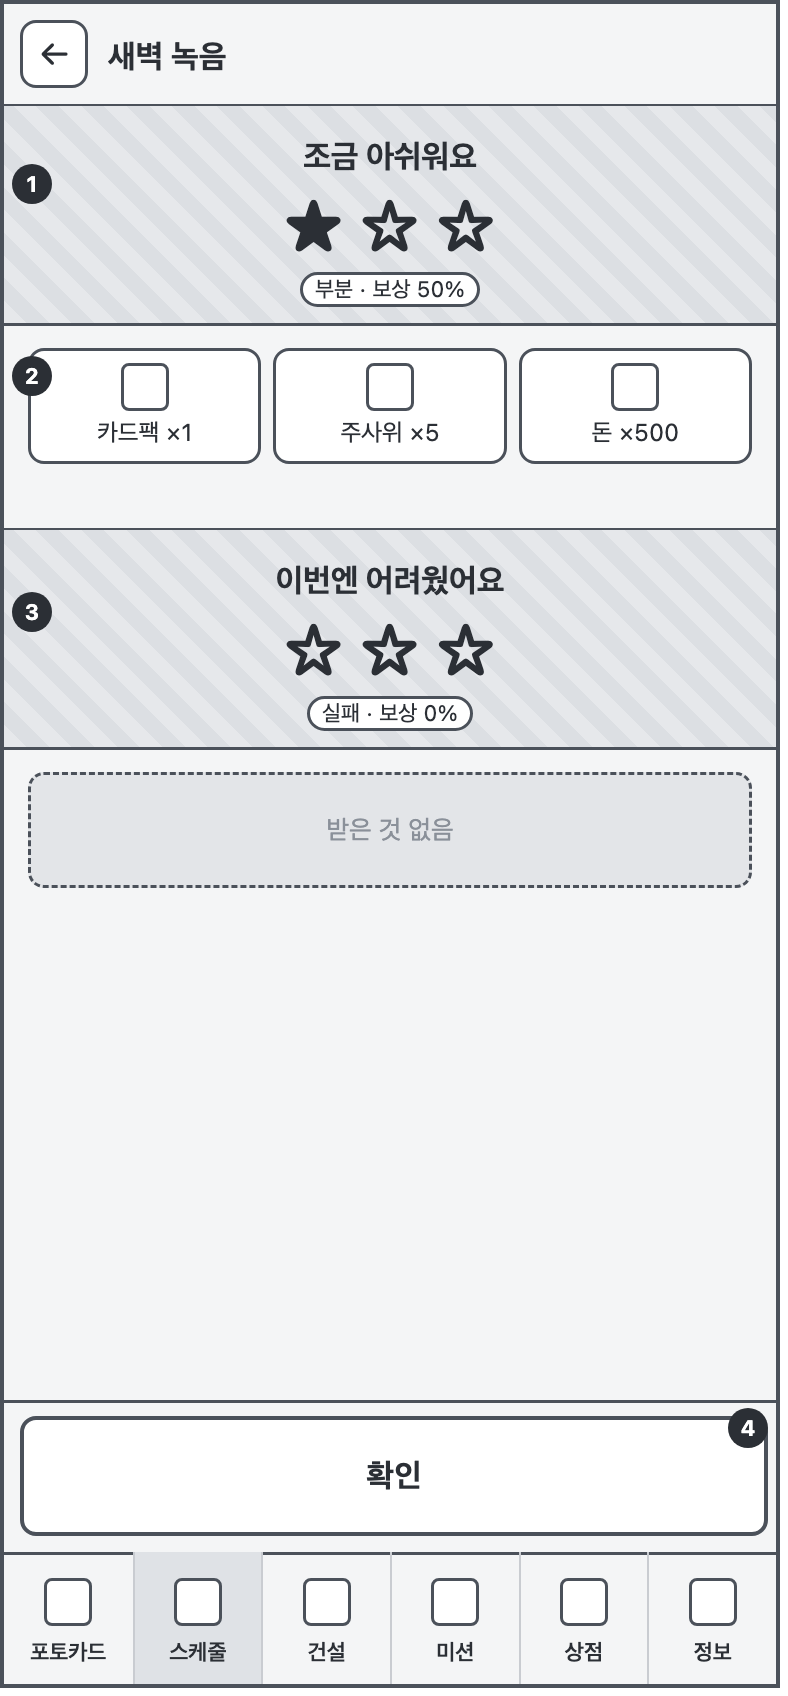 새벽 녹음
1
조금 아쉬워요
부분 · 보상 50%
2
카드팩 ×1
주사위 ×5
돈 ×500
3
이번엔 어려웠어요
실패 · 보상 0%
받은 것 없음
4
확인
포토카드
스케줄
건설
미션
상점
정보